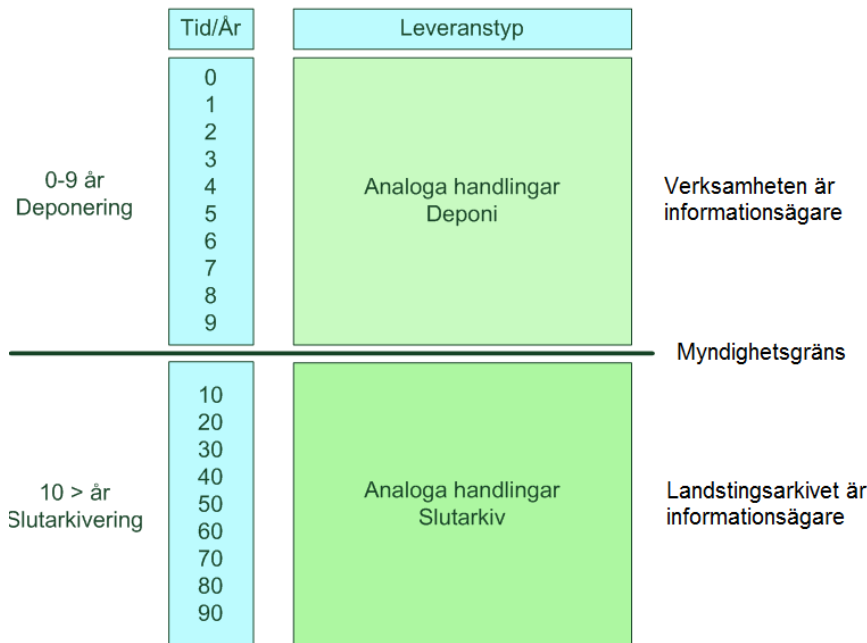 Tid/År
Leveranstyp
0
1
2
3
4
5
6
7
8
9
0-9 år
Deponering
Analoga handlingar
Deponi
Verksamheten är
informationsägare
Myndighetsgräns
10
20
30
40
50
60
70
80
90
10 > år
Slutarkivering
Analoga handlingar
Slutarkiv
Landstingsarkivet är
informationsägare